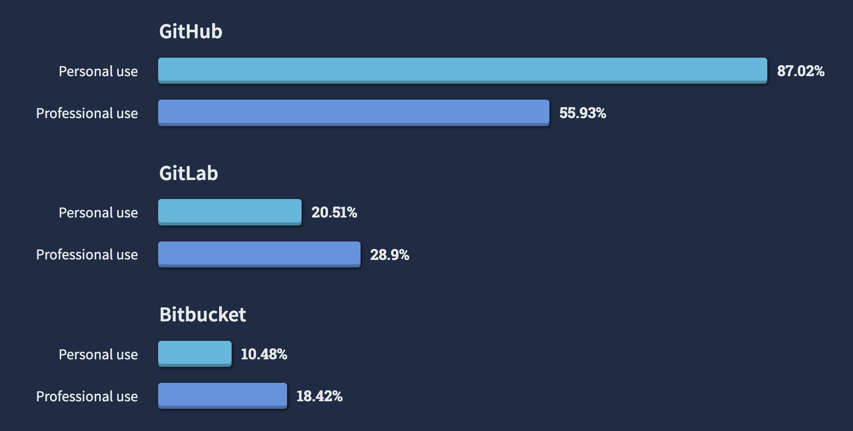 GitHub
Personal use 87.02%
Professional use 55.93%
GitLab
Personal use 20.51%
Professional use 28.9%
Bitbucket
Personal use 10.48%
Professional use 18.42%